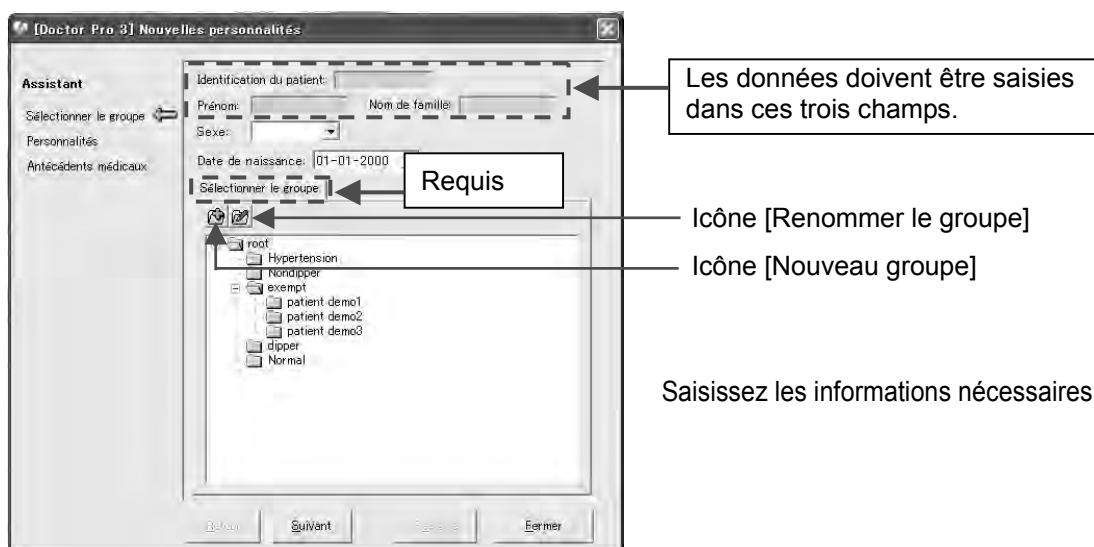 [Doctor Pro 3] Nouvelles personnalités
Assistant
Sélectionner le groupe
Personnalités
Antécédents médicaux
Identification du patient:
Prénom: Nom de famille:
Sexe:
Date de naissance: 01-01-2000
Sélectionner le groupe
root
Hypertension
Nondipper
exempt
patient demo1
patient demo2
patient demo3
dipper
Normal
Suivant
Fermer
Les données doivent être saisies
dans ces trois champs.
Requis
Icône [Renommer le groupe]
Icône [Nouveau groupe]
Saisissez les informations nécessaires